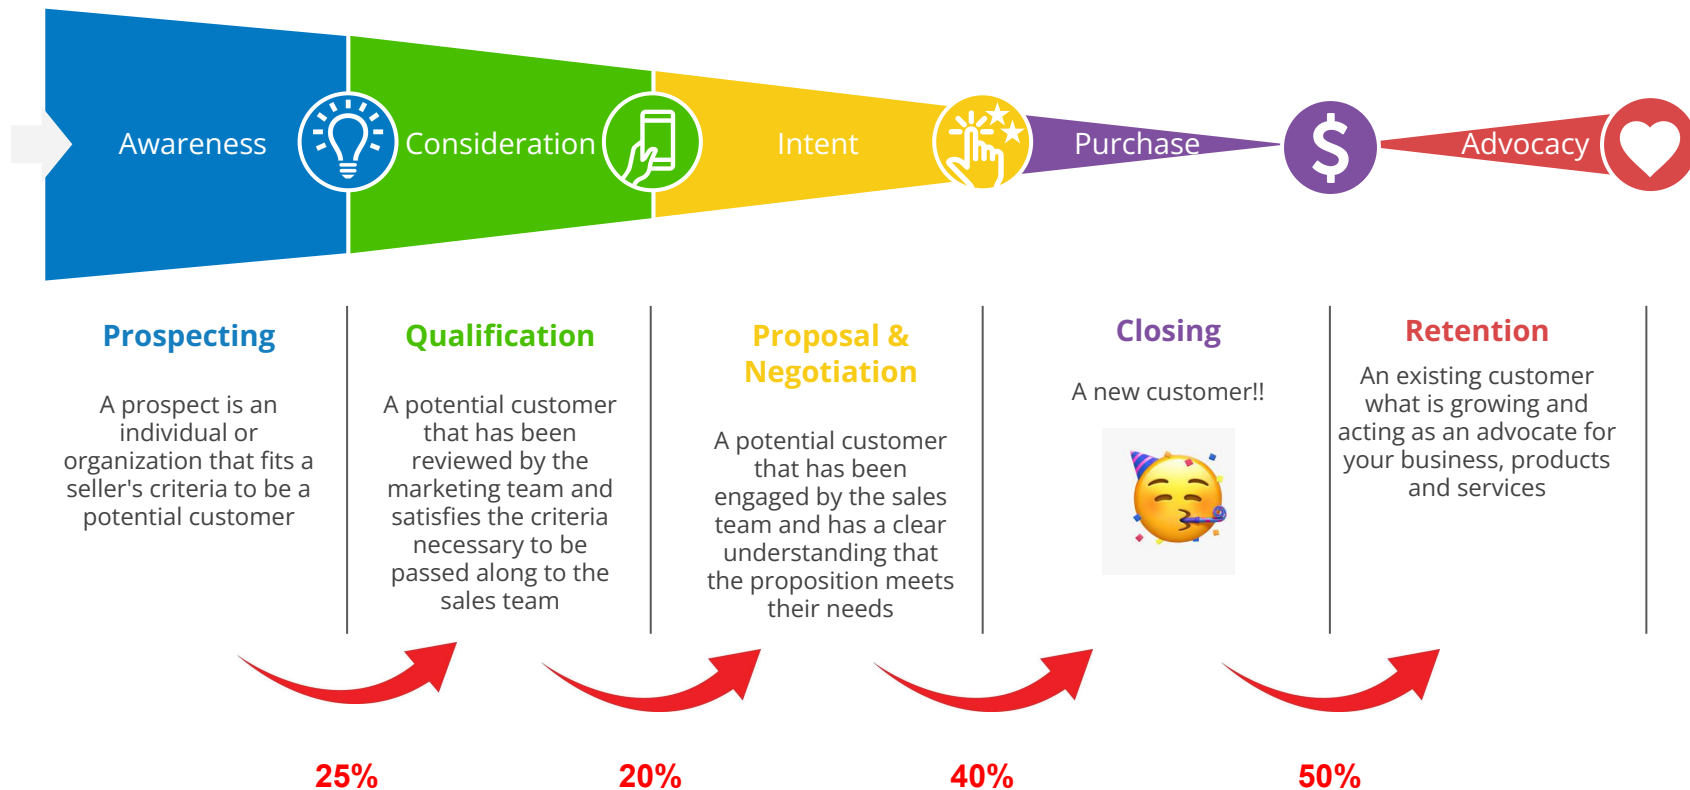 Awareness
Consideration
Intent
Purchase
$
Advocacy
Prospecting
A prospect is an
individual or
organization that fits a
seller's criteria to be a
potential customer
Qualification
A potential customer
that has been
reviewed by the
marketing team and
satisfies the criteria
necessary to be
passed along to the
sales team
Proposal &
Negotiation
A potential customer
that has been
engaged by the sales
team and has a clear
understanding that
the proposition meets
their needs
Closing
A new customer!!
Retention
An existing customer
what is growing and
acting as an advocate for
your business, products
and services
25%
20%
40%
50%